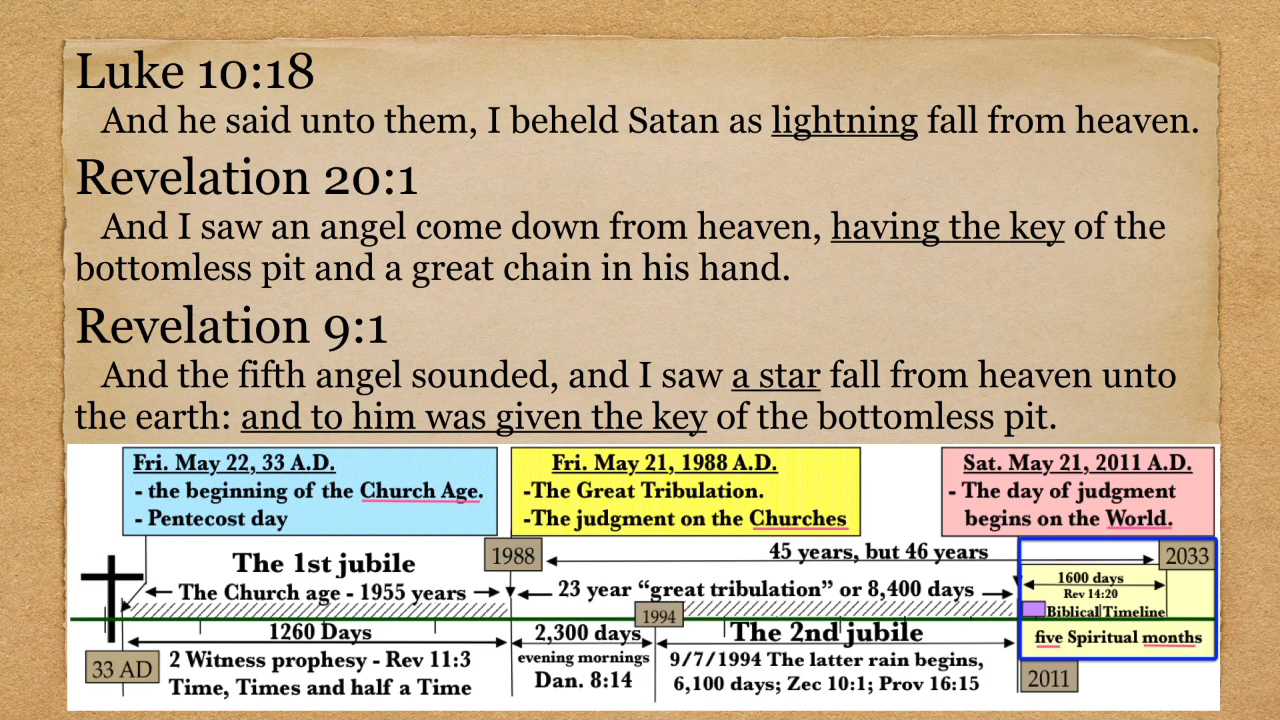 Luke 10:18
And he said unto them, I beheld Satan as lightning fall from heaven.
Revelation 20:1
And I saw an angel come down from heaven, having the key of the
bottomless pit and a great chain in his hand.
Revelation 9:1
And the fifth angel sounded, and I saw a star fall from heaven unto
the earth: and to him was given the key of the bottomless pit.
Fri. May 22, 33 A.D.
- the beginning of the Church Age.
- Pentecost day
Fri. May 21, 1988 A.D.
-The Great Tribulation.
-The judgment on the Churches
Sat. May 21, 2011 A.D.
- The day of judgment
begins on the World.
The 1st jubile
The Church age - 1955 years
1988
45 years, but 46 years
2033
23 year “great tribulation” or 8,400 days
1600 days
Rev 14:20
Biblical Timeline
five Spiritual months
1994
33 AD
1260 Days
2 Witness prophesy - Rev 11:3
Time, Times and half a Time
2,300 days
evening mornings
Dan. 8:14
The 2nd jubile
9/7/1994 The latter rain begins,
6,100 days; Zec 10:1; Prov 16:15
2011